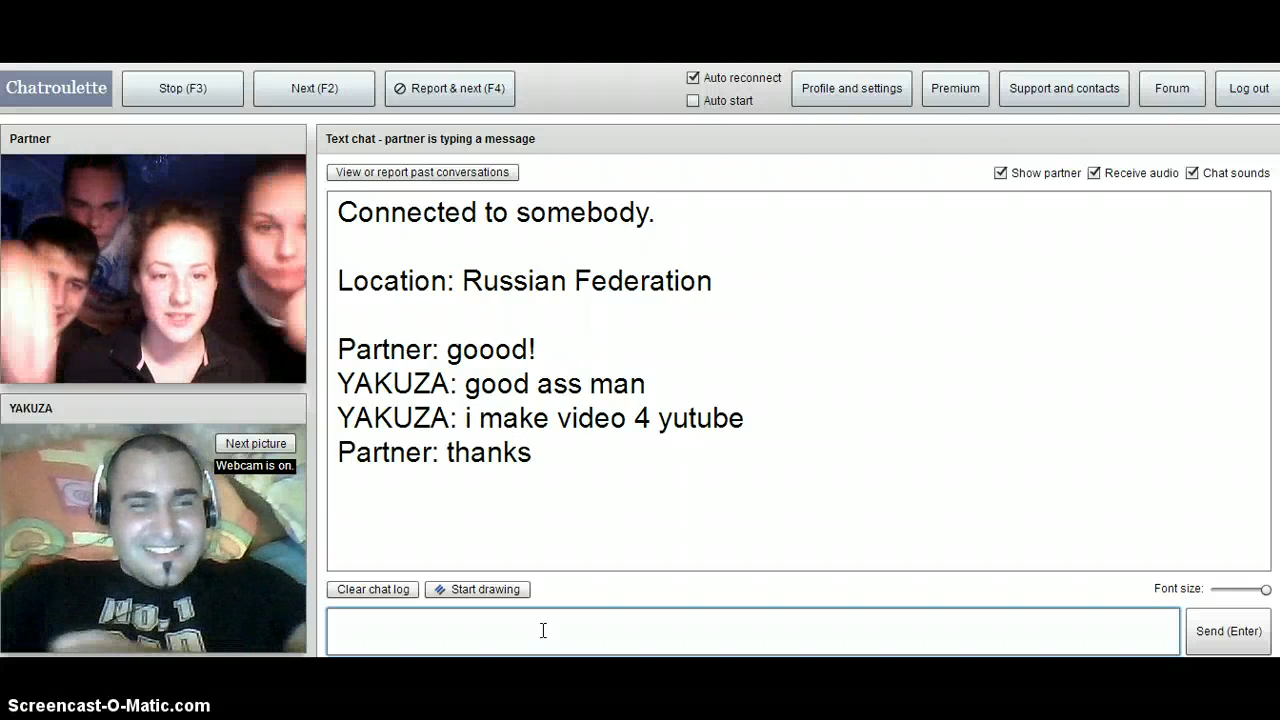 Chatroulette
Stop (F3)
Next (F2)
Report & next (F4)
Auto reconnect
Auto start
Profile and settings
Premium
Support and contacts
Forum
Log out
Partner
Text chat - partner is typing a message
View or report past conversations
Show partner
Receive audio
Chat sounds
Connected to somebody.
Location: Russian Federation
Partner: goood!
YAKUZA: good ass man
YAKUZA: i make video 4 yutube
Partner: thanks
YAKUZA
Next picture
Webcam is on.
NO.1
Clear chat log
Start drawing
Font size:
Send (Enter)
Screencast-O-Matic.com